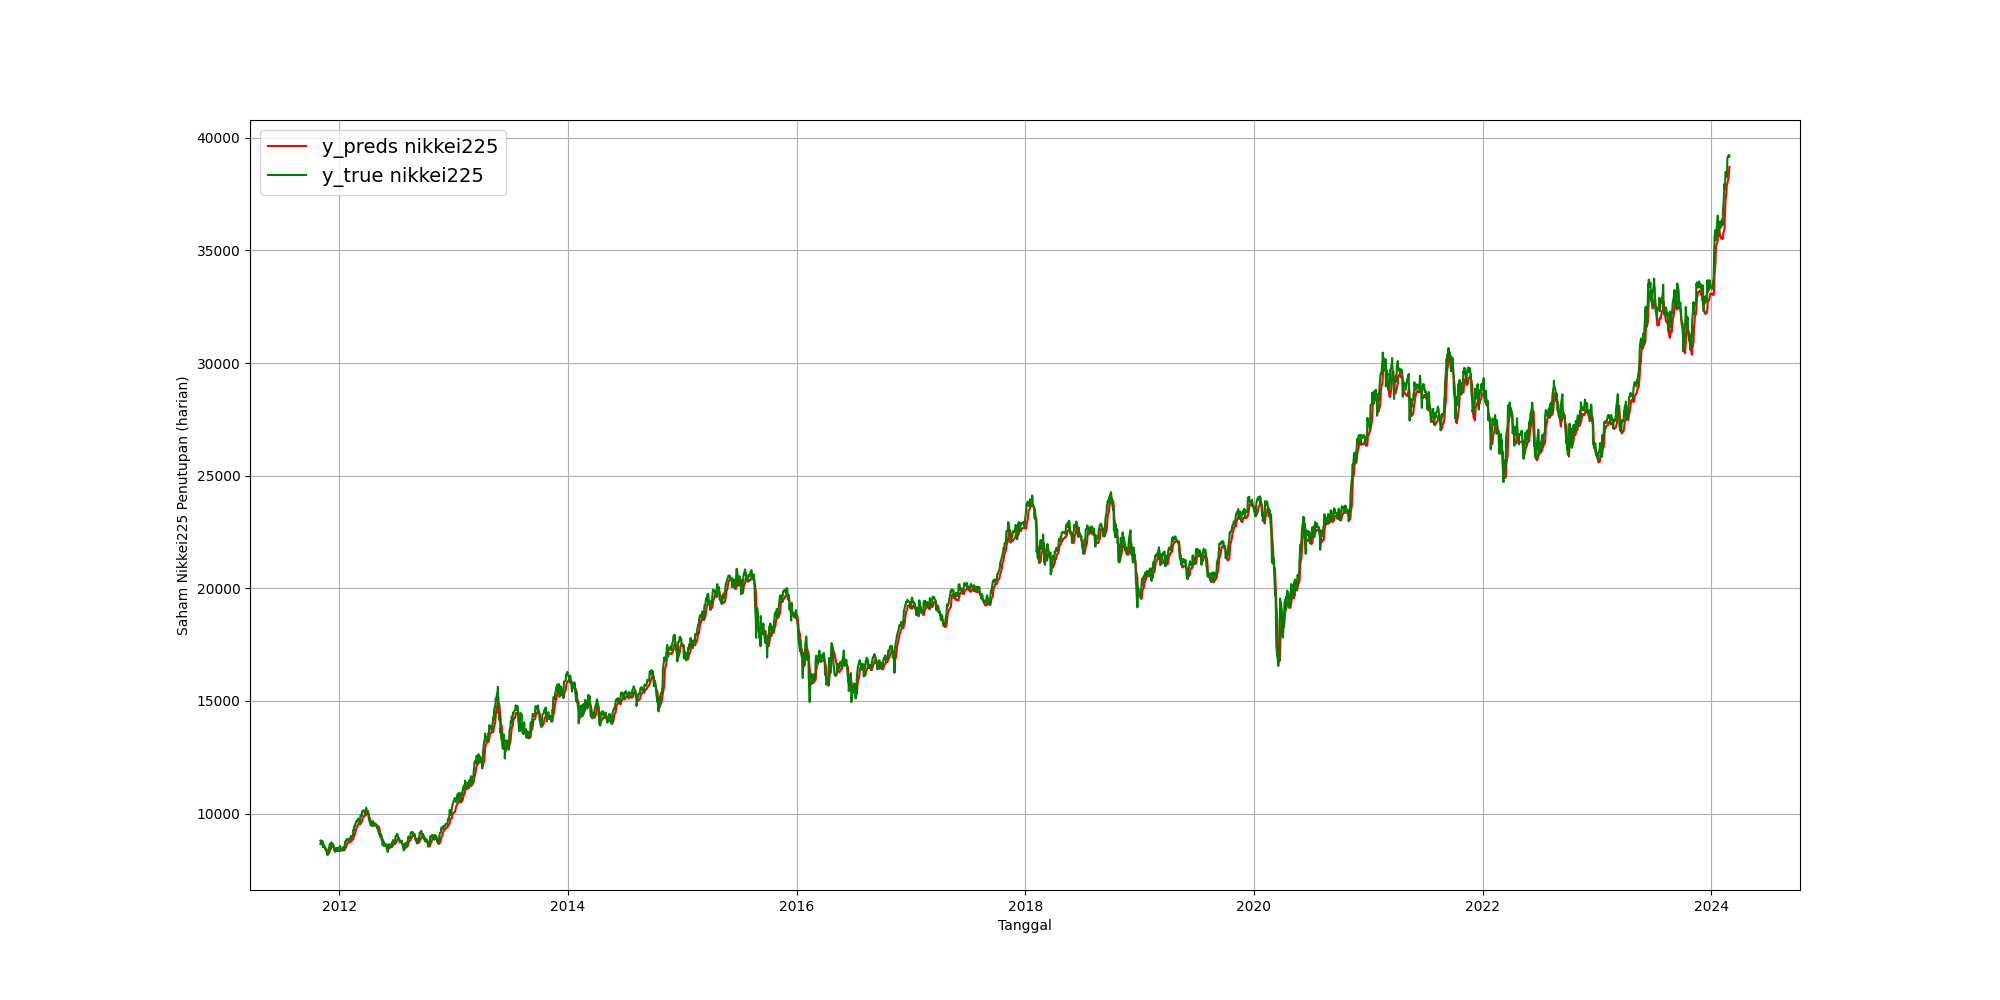 y_preds nikkei225
y_true nikkei225
40000
35000
30000
25000
20000
15000
10000
Saham Nikkei225 Penutupan (harian)
2012 2014 2016 2018 2020 2022 2024
Tanggal